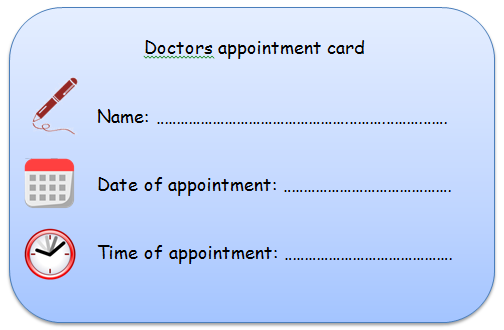 Doctors appointment card
Name: ……………………………………………………………
Date of appointment: ……………………………………
Time of appointment: ……………………………………